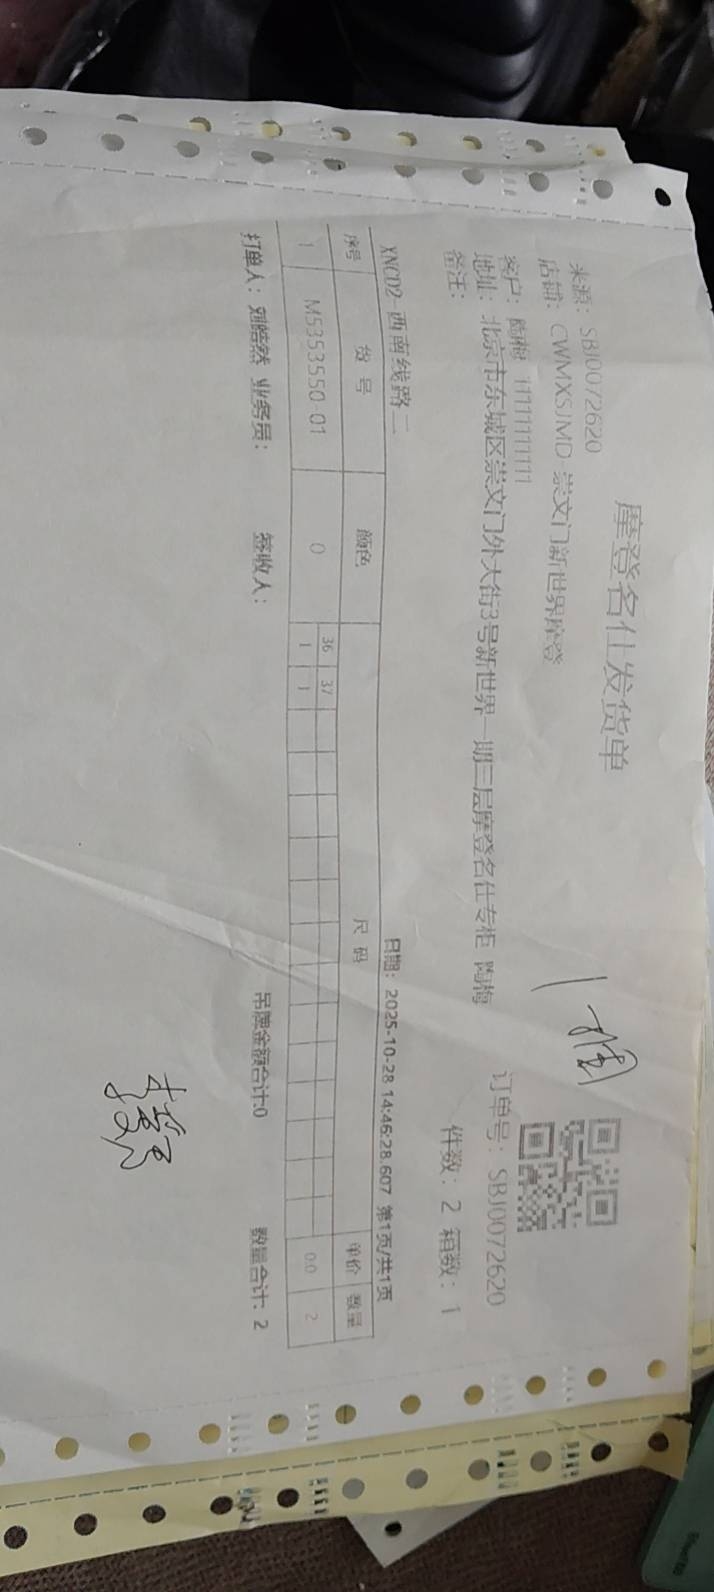 摩登名仕发货单
来源：SBJ0072620
店铺：CWMXSJMD-崇文门新世界摩登
订单号：SBJ0072620
客户：陶梅 11111111111
件数：2 箱数：1
地址：北京市东城区崇文门外大街3号新世界一期三层摩登名仕专柜 陶梅
备注：
XNCD2-西南线路二
日期：2025-10-28 14:46:28.607 第1页/共1页
序号 货号 颜色 尺码 单价 数量
36 37
1 M5353550-01 0 1 1 0.0 2
打单人：刘皓然 业务员： 签收人： 吊牌金额合计:0 数量合计: 2